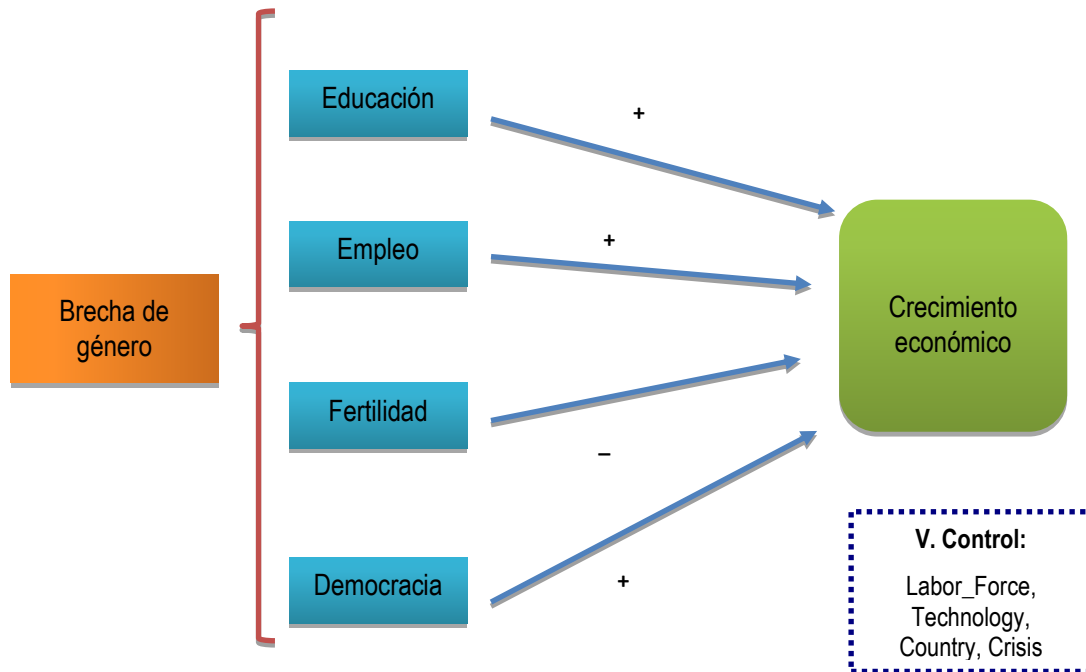 Brecha de
género
Educación
+
Empleo
+
Fertilidad
–
Democracia
+
Crecimiento
económico
V. Control:
Labor_Force,
Technology,
Country, Crisis